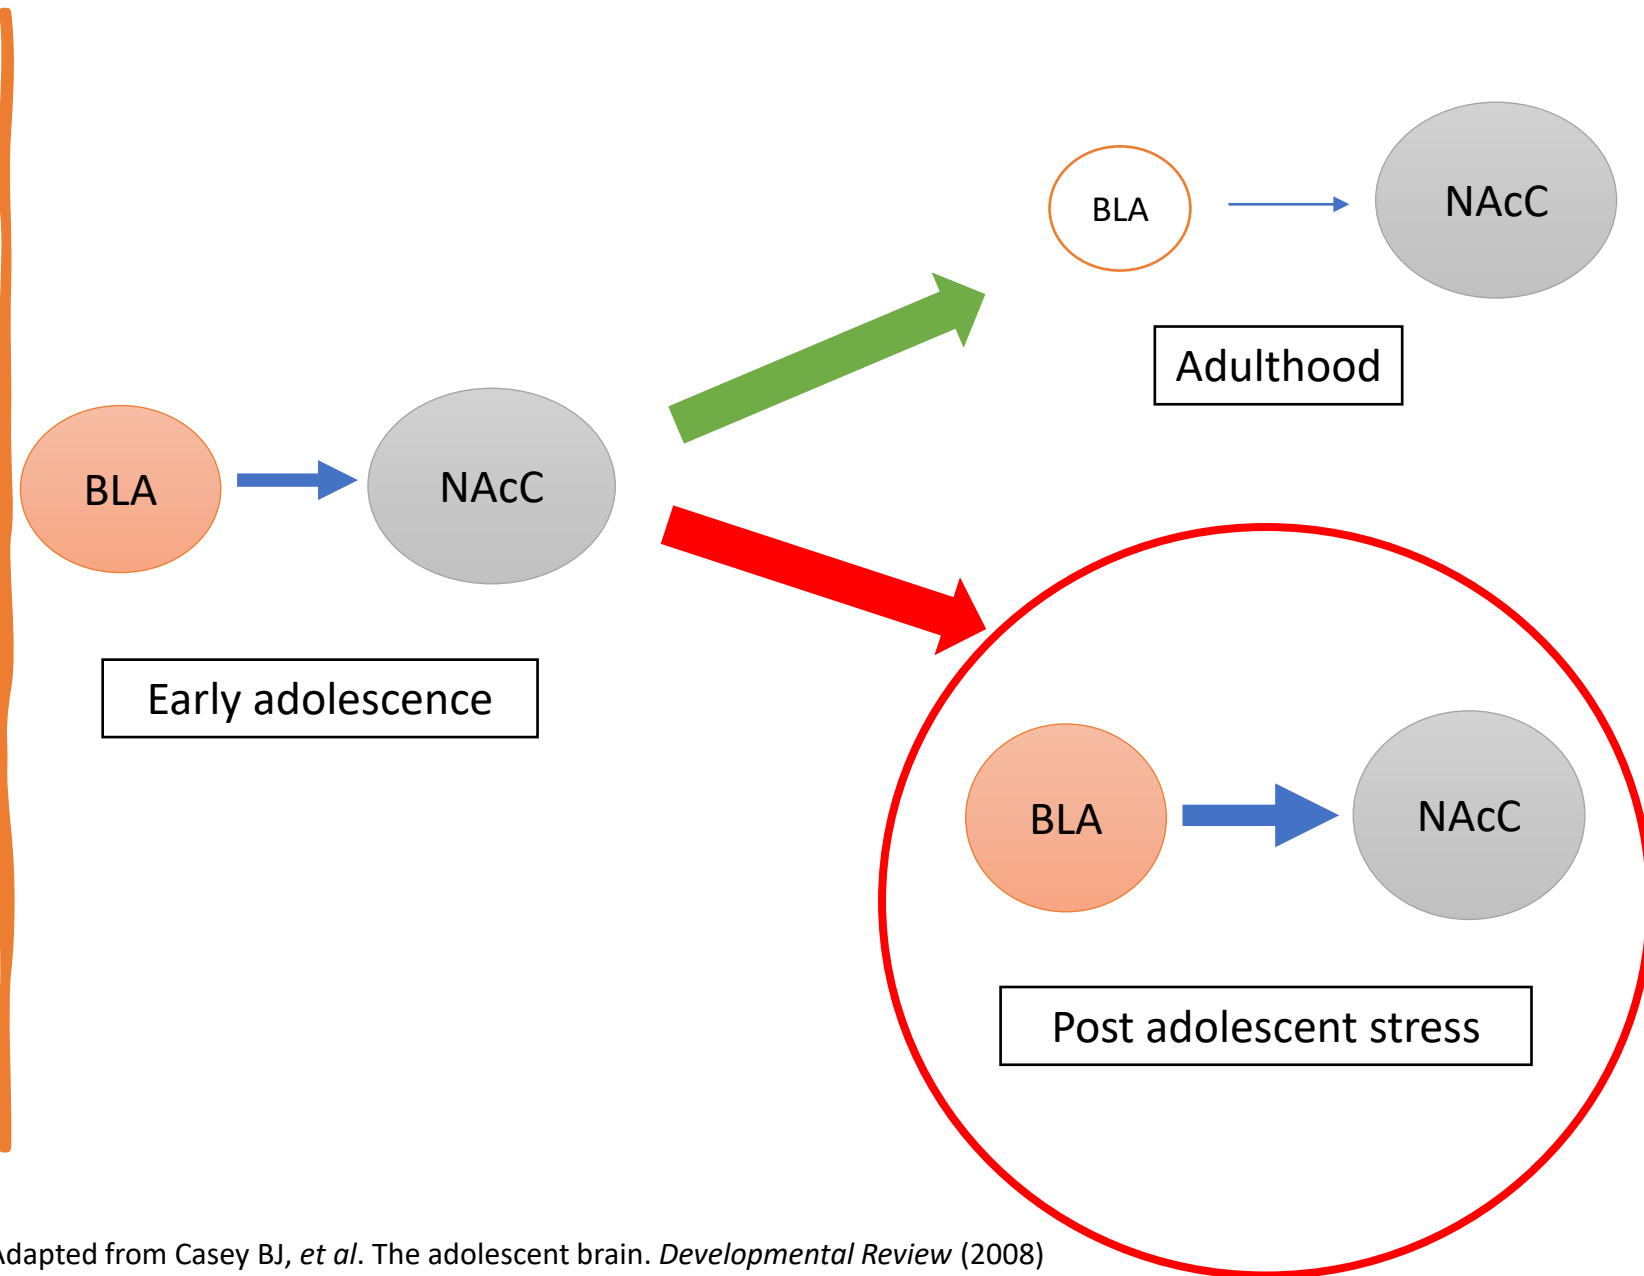 BLA
NAcC
Adulthood
BLA
NAcC
Early adolescence
BLA
NAcC
Post adolescent stress
Adapted from Casey BJ, et al. The adolescent brain. Developmental Review (2008)